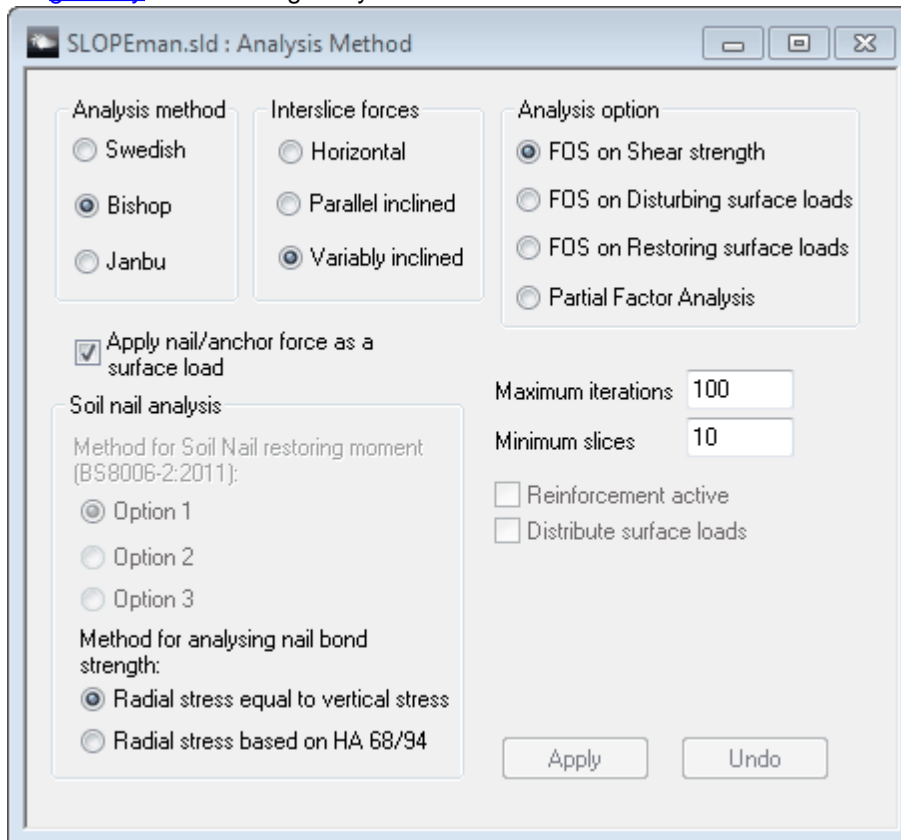 SLOPEman.sld : Analysis Method
Analysis method
Swedish
Bishop
Janbu
Interslice forces
Horizontal
Parallel inclined
Variably inclined
Analysis option
FOS on Shear strength
FOS on Disturbing surface loads
FOS on Restoring surface loads
Partial Factor Analysis
Apply nail/anchor force as a
surface load
Soil nail analysis
Method for Soil Nail restoring moment
(BS8006-2:2011):
Option 1
Option 2
Option 3
Method for analysing nail bond
strength:
Radial stress equal to vertical stress
Radial stress based on HA 68/94
Maximum iterations 100
Minimum slices 10
Reinforcement active
Distribute surface loads
Apply
Undo